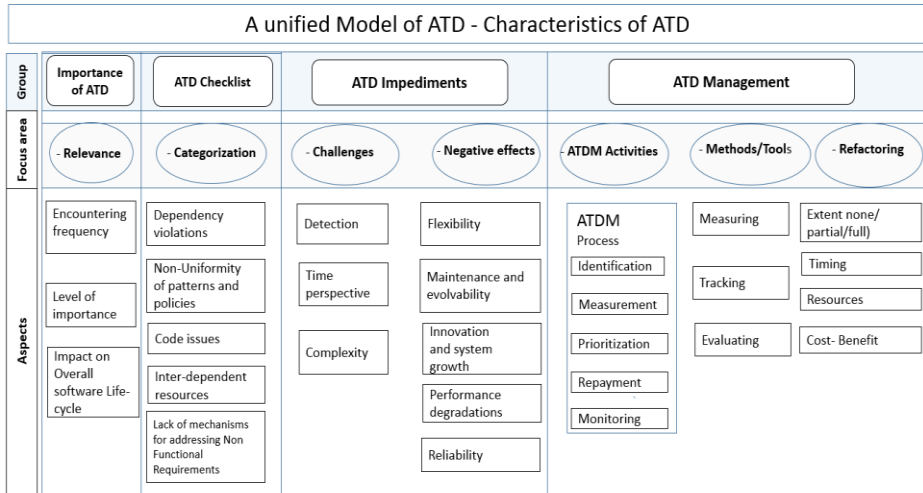 A unified Model of ATD - Characteristics of ATD
Group
Importance
of ATD
ATD Checklist
ATD Impediments
ATD Management
Focus area
- Relevance
- Categorization
- Challenges
- Negative effects
- ATDM Activities
- Methods/Tools
- Refactoring
Aspects
Encountering
frequency
Level of
importance
Impact on
Overall
software Life-
cycle
Dependency
violations
Non-Uniformity
of patterns and
policies
Code issues
Inter-dependent
resources
Lack of mechanisms
for addressing Non
Functional
Requirements
Detection
Time
perspective
Complexity
Flexibility
Maintenance and
evolvability
Innovation
and system
growth
Performance
degradations
Reliability
ATDM
Process
Identification
Measurement
Prioritization
Repayment
Monitoring
Measuring
Tracking
Evaluating
Extent none/
partial/full)
Timing
Resources
Cost- Benefit